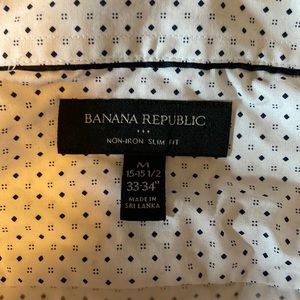 BANANA REPUBLIC
NON-IRON SLIM FIT
M
15-15 1/2
33-34"
MADE IN
SRI LANKA